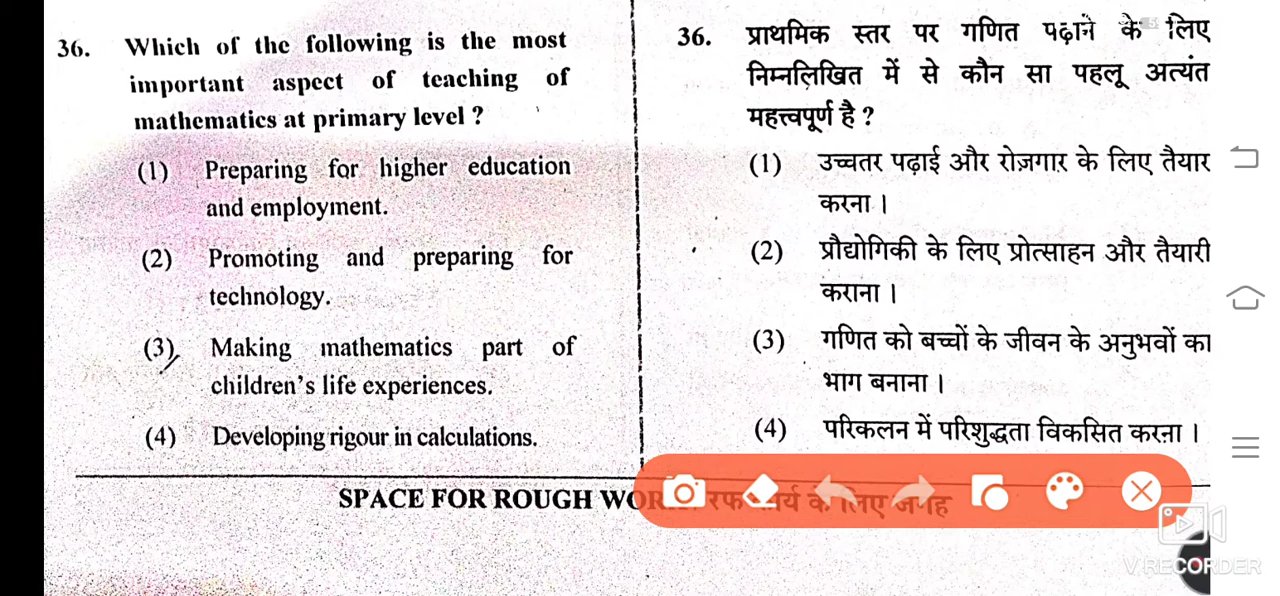 36. Which of the following is the most
important aspect of teaching of
mathematics at primary level ?
(1) Preparing for higher education
and employment.
(2) Promoting and preparing for
technology.
(3) Making mathematics part of
children's life experiences.
(4) Developing rigour in calculations.
36. प्राथमिक स्तर पर गणित पढ़ाने के लिए
निम्नलिखित में से कौन सा पहलू अत्यंत
महत्त्वपूर्ण है ?
(1) उच्चतर पढ़ाई और रोज़गार के लिए तैयार
करना ।
(2) प्रौद्योगिकी के लिए प्रोत्साहन और तैयारी
कराना ।
(3) गणित को बच्चों के जीवन के अनुभवों का
भाग बनाना ।
(4) परिकलन में परिशुद्धता विकसित करना ।
SPACE FOR ROUGH के लिए जगह
V RECORDER